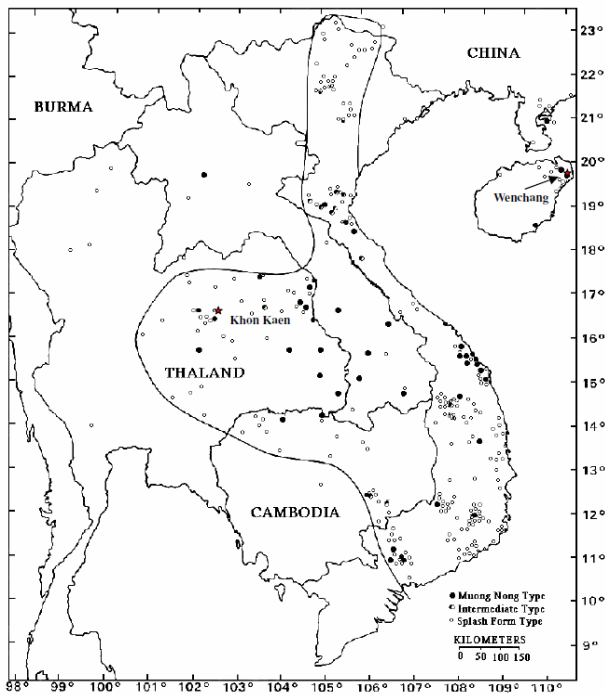 23°
CHINA
22°
BURMA
21°
20°
Wenchang
19°
18°
17°
Khon Kaen
16°
THALAND
15°
14°
13°
CAMBODIA
12°
11°
Muong Nong Type
Intermediate Type
10°
Splash Form Type
KILOMETERS
0 50 100 150
9°
98° 99° 100° 101° 102° 103° 104° 105° 106° 107° 108° 109° 110°